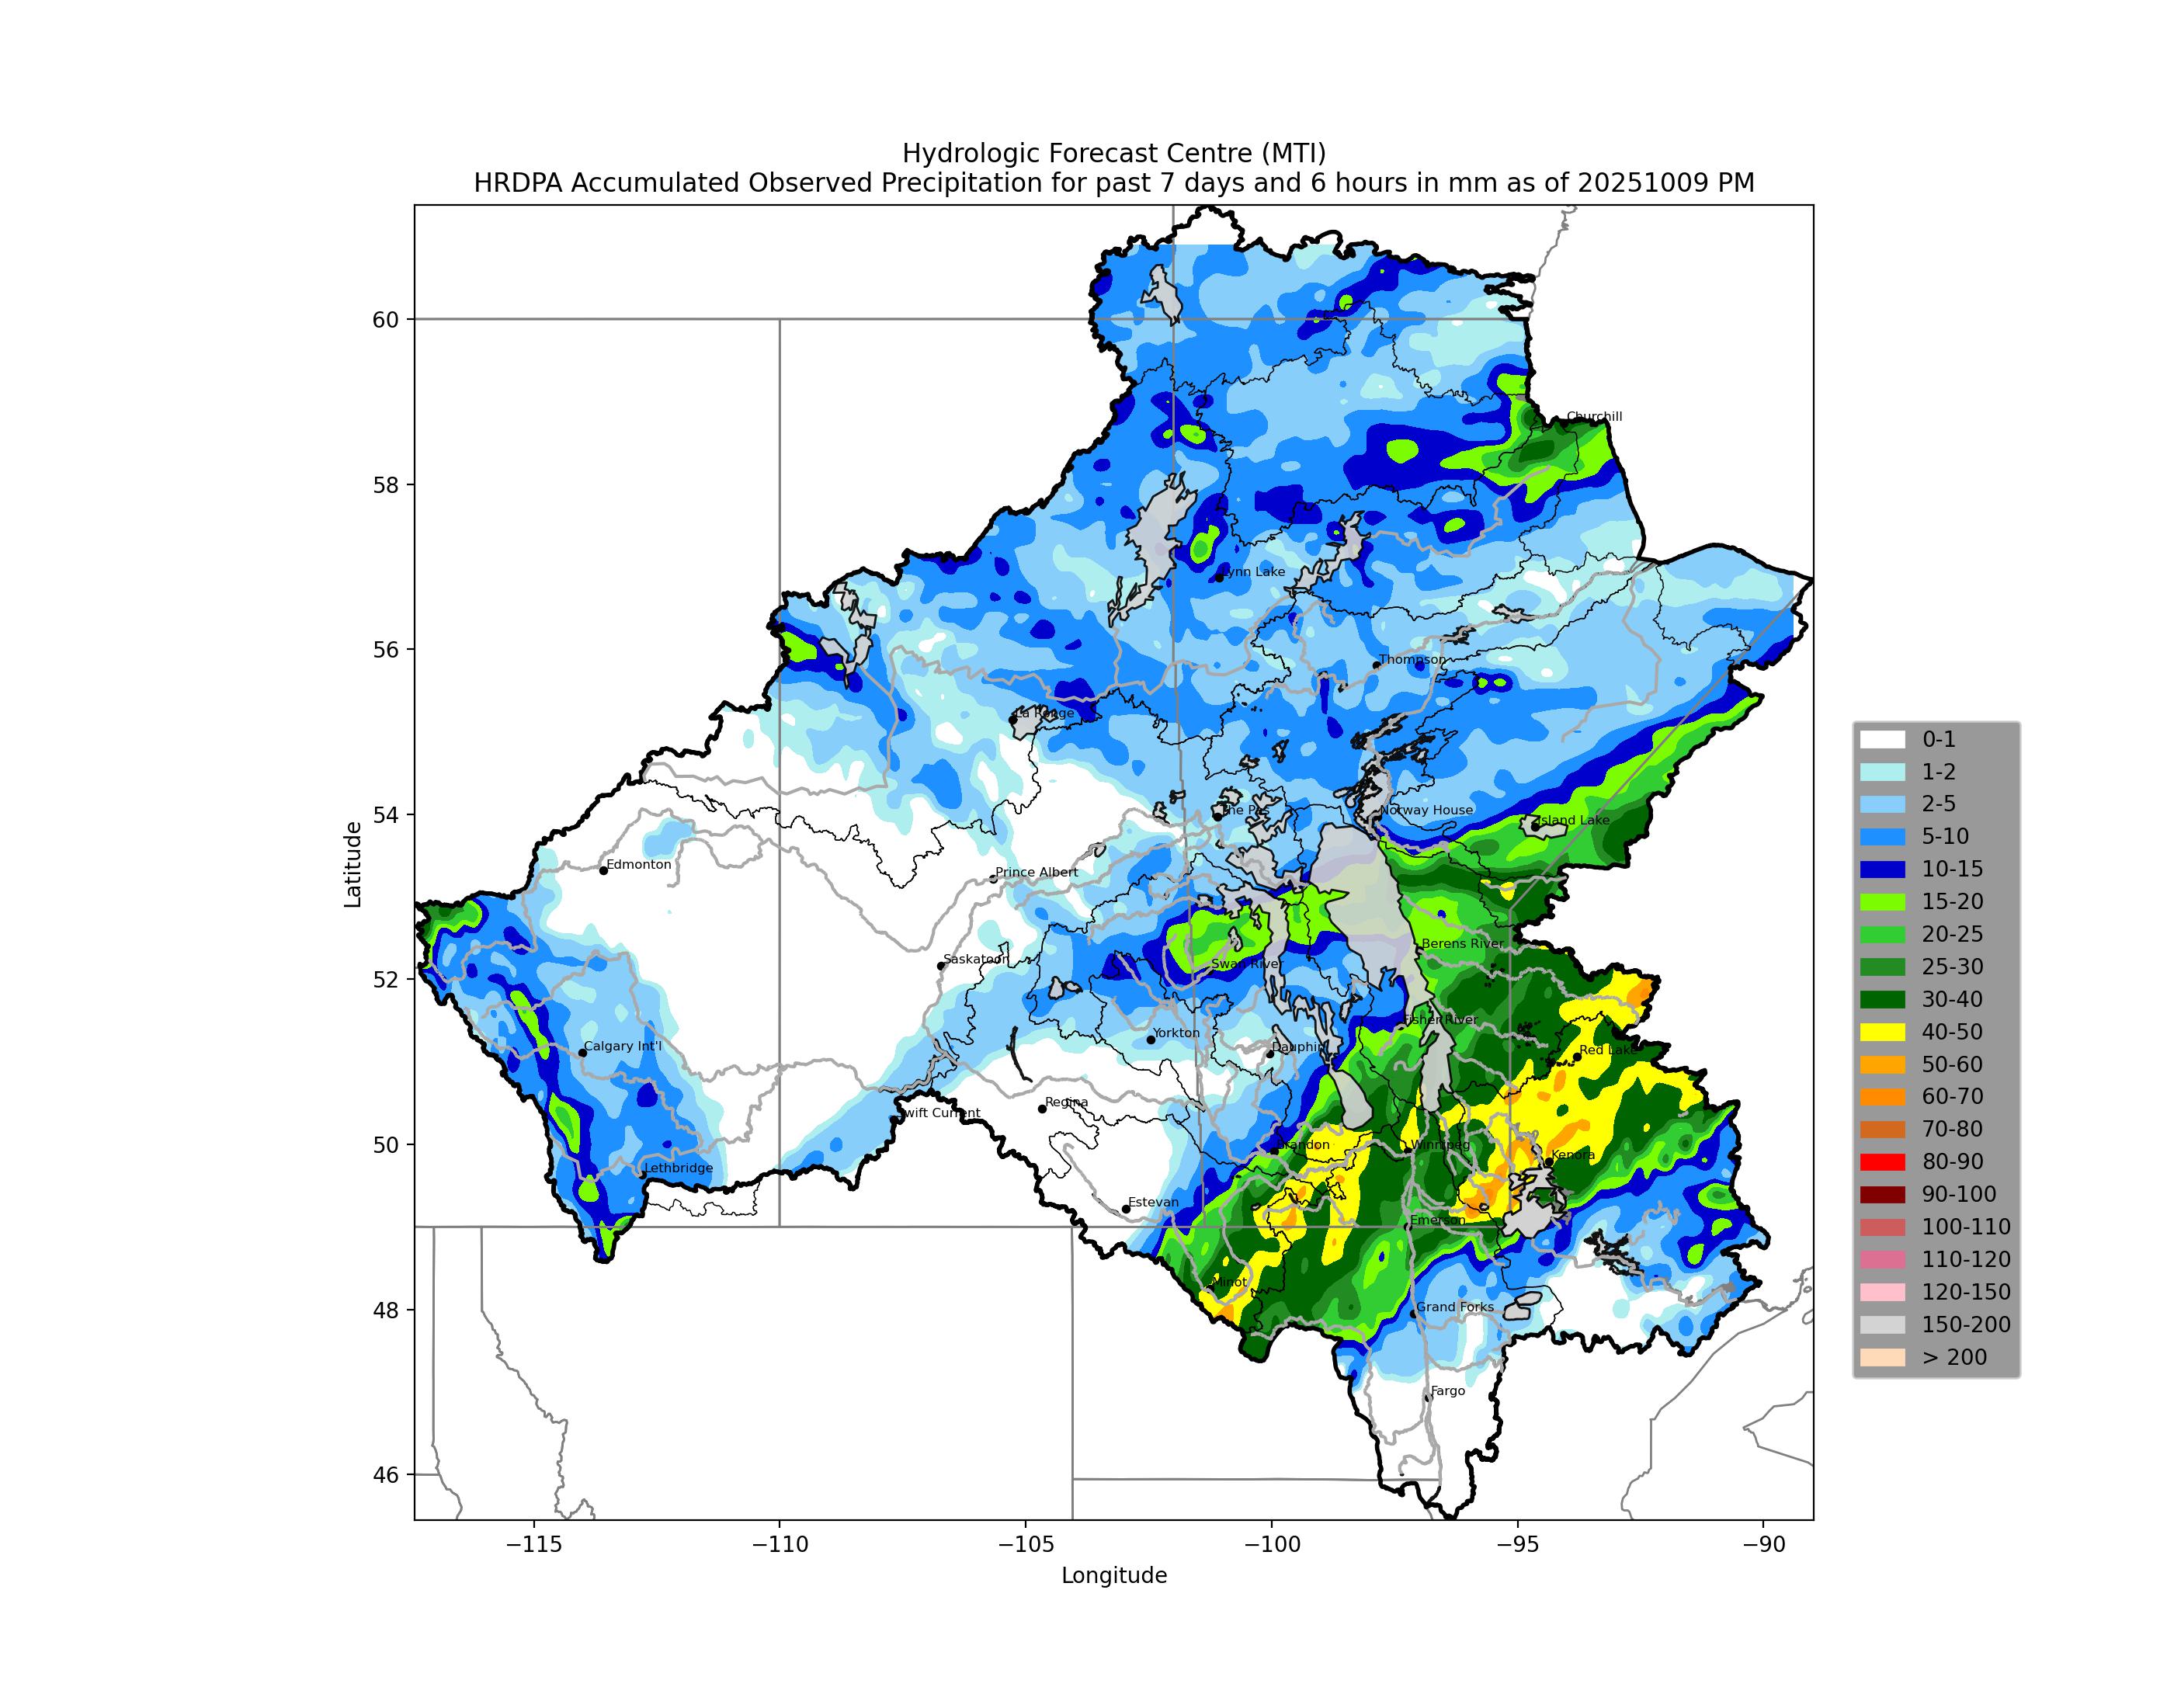 Hydrologic Forecast Centre (MTI)
HRDPA Accumulated Observed Precipitation for past 7 days and 6 hours in mm as of 20251009 PM
60
58
56
54
52
50
48
46
Latitude
−115
−110
−105
−100
−95
−90
Longitude
Churchill
Lynn Lake
Thompson
La Ronge
The Pas
Norway House
Island Lake
Edmonton
Prince Albert
Berens River
Saskatoon
Swan River
Fisher River
Yorkton
Calgary Int'l
Dauphin
Red Lake
Regina
Swift Current
Brandon
Winnipeg
Kenora
Lethbridge
Estevan
Emerson
Minot
Grand Forks
Fargo
0-1
1-2
2-5
5-10
10-15
15-20
20-25
25-30
30-40
40-50
50-60
60-70
70-80
80-90
90-100
100-110
110-120
120-150
150-200
> 200